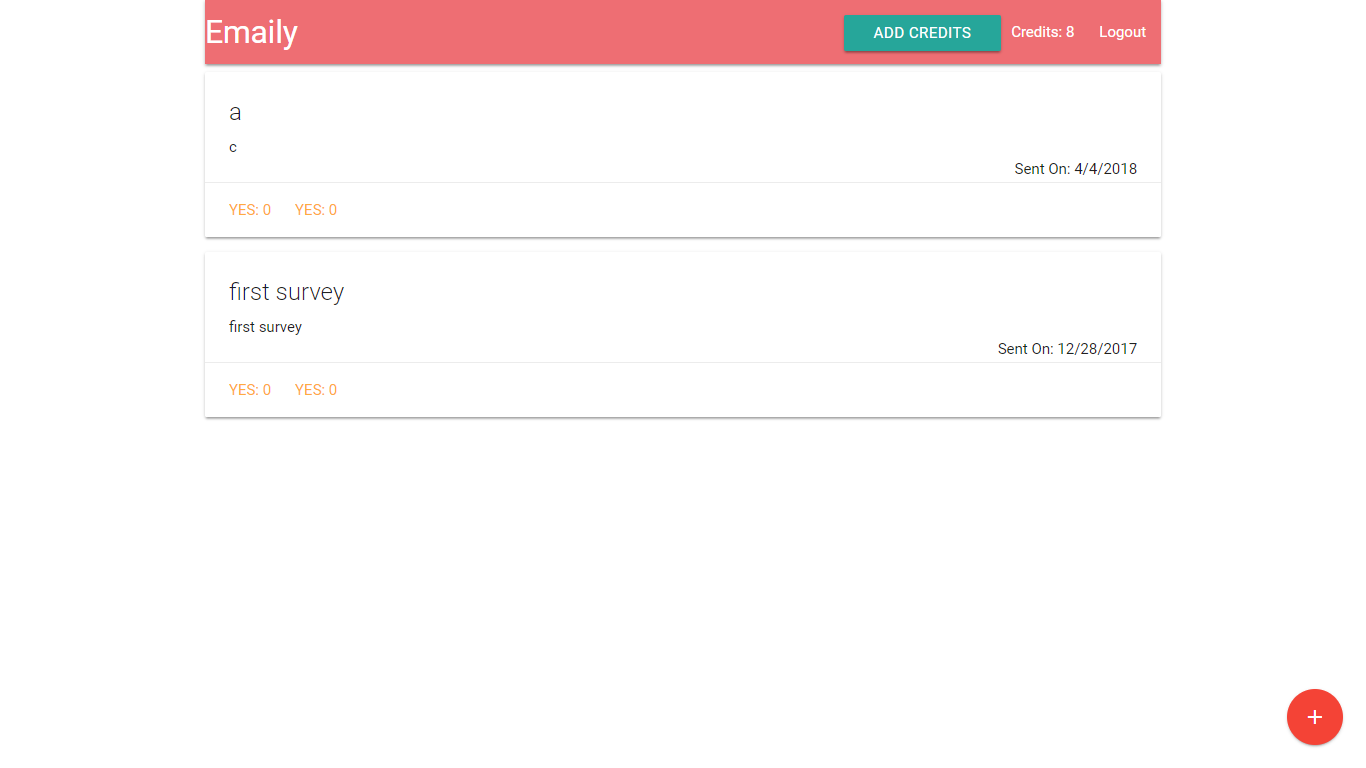 Emaily ADD CREDITS Credits: 8 Logout
a
c
Sent On: 4/4/2018
YES: 0 YES: 0
first survey
first survey
Sent On: 12/28/2017
YES: 0 YES: 0
+